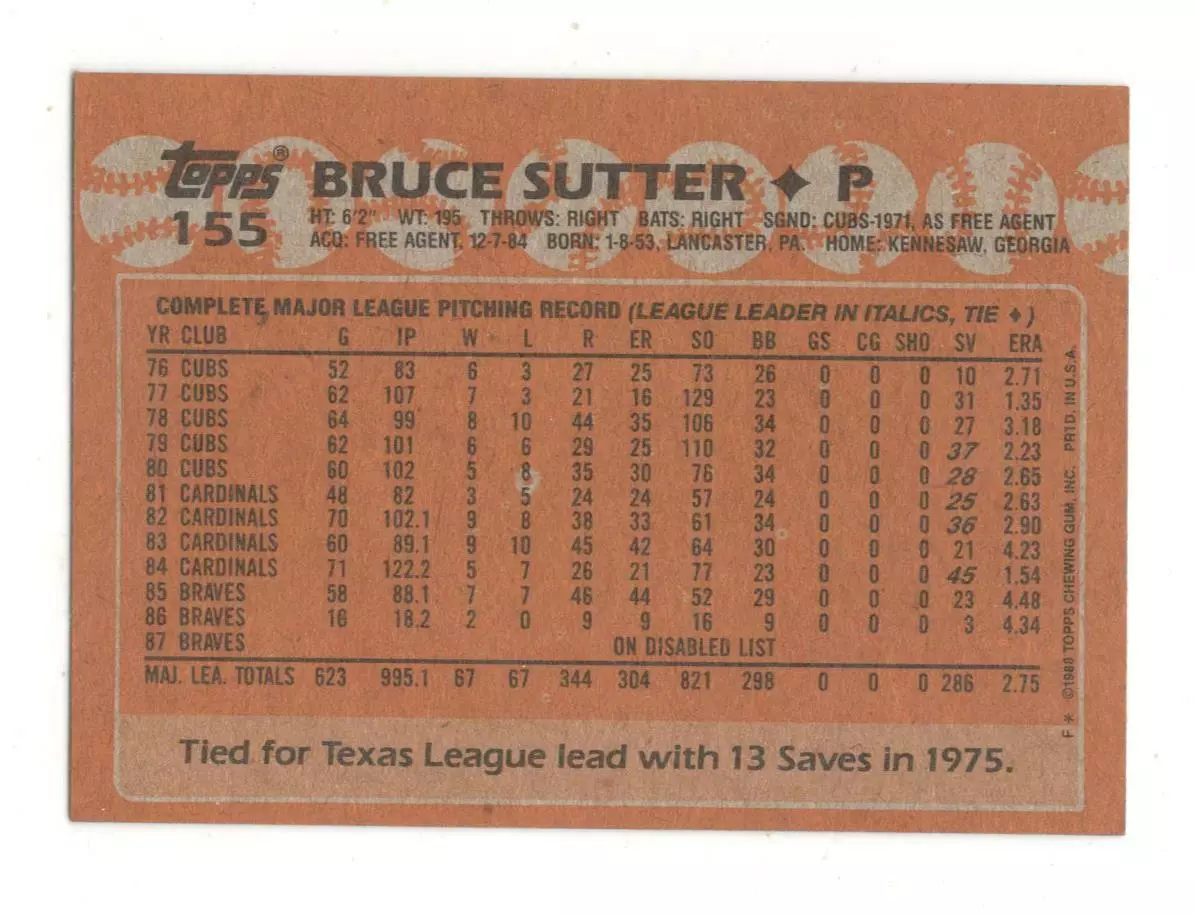 Topps® BRUCE SUTTER ♦ P
155 HT: 6'2" WT: 195 THROWS: RIGHT BATS: RIGHT SGND: CUBS-1971, AS FREE AGENT
ACQ: FREE AGENT, 12-7-84 BORN: 1-8-53, LANCASTER, PA. HOME: KENNESAW, GEORGIA
COMPLETE MAJOR LEAGUE PITCHING RECORD (LEAGUE LEADER IN ITALICS, TIE ♦)
YR CLUB G IP W L R ER SO BB GS CG SHO SV ERA
76 CUBS 52 83 6 3 27 25 73 26 0 0 0 10 2.71
77 CUBS 62 107 7 3 21 16 129 23 0 0 0 31 1.35
78 CUBS 64 99 8 10 44 35 106 34 0 0 0 27 3.18
79 CUBS 62 101 6 6 29 25 110 32 0 0 0 37 2.23
80 CUBS 60 102 5 8 35 30 76 34 0 0 0 28 2.65
81 CARDINALS 48 82 3 5 24 24 57 24 0 0 0 25 2.63
82 CARDINALS 70 102.1 9 8 38 33 61 34 0 0 0 36 2.90
83 CARDINALS 60 89.1 9 10 45 42 64 30 0 0 0 21 4.23
84 CARDINALS 71 122.2 5 7 26 21 77 23 0 0 0 45 1.54
85 BRAVES 58 88.1 7 7 46 44 52 29 0 0 0 23 4.48
86 BRAVES 16 18.2 2 0 9 9 16 9 0 0 0 3 4.34
87 BRAVES ON DISABLED LIST
MAJ. LEA. TOTALS 623 995.1 67 67 344 304 821 298 0 0 0 286 2.75
Tied for Texas League lead with 13 Saves in 1975.
F * ©1988 TOPPS CHEWING GUM, INC. PRTD. IN U.S.A.